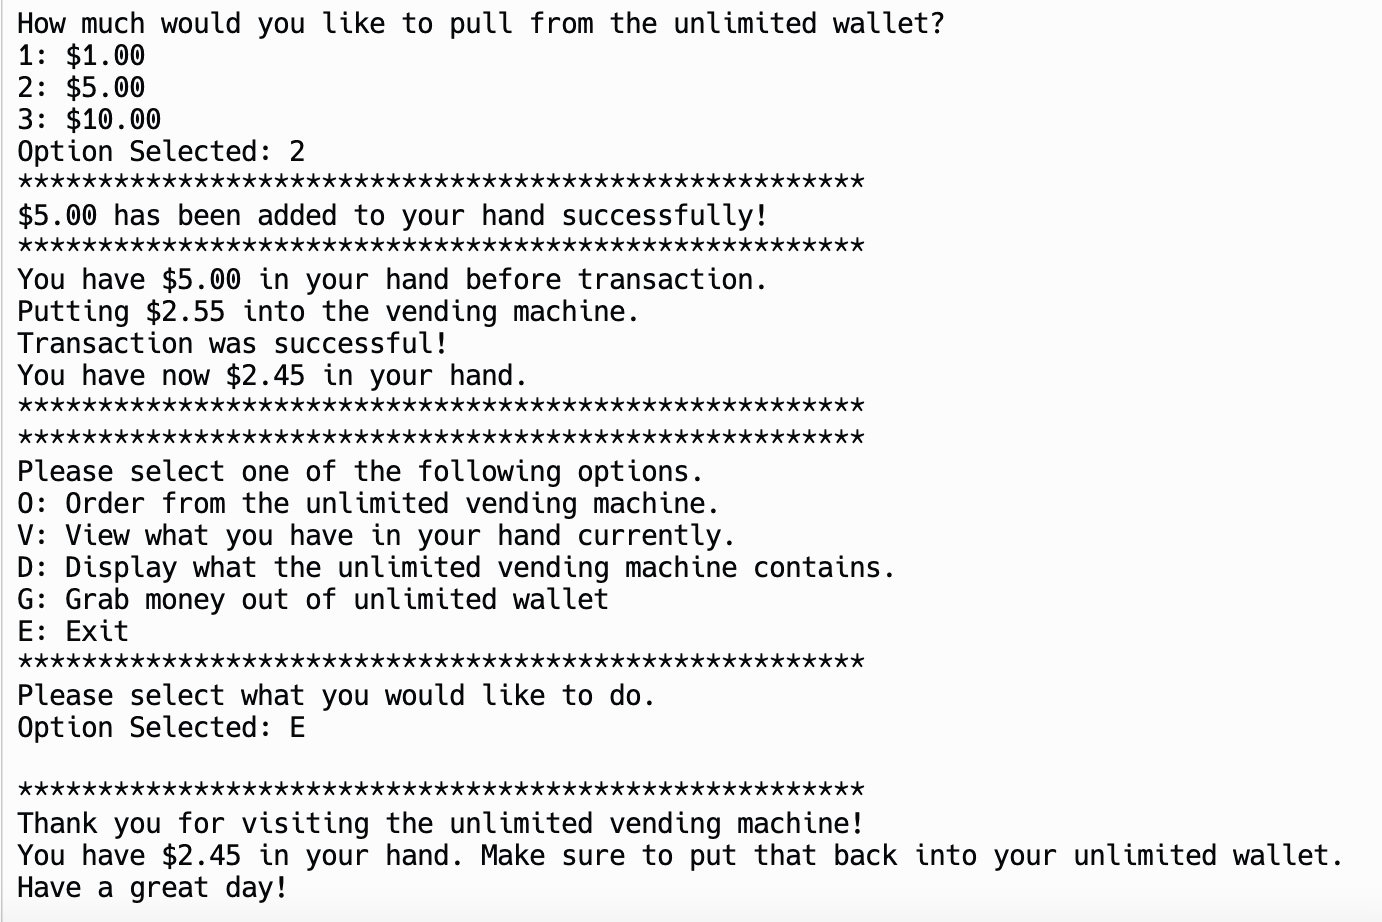 How much would you like to pull from the unlimited wallet?
1: $1.00
2: $5.00
3: $10.00
Option Selected: 2
*****************************************************
$5.00 has been added to your hand successfully!
*****************************************************
You have $5.00 in your hand before transaction.
Putting $2.55 into the vending machine.
Transaction was successful!
You have now $2.45 in your hand.
*****************************************************
*****************************************************
Please select one of the following options.
O: Order from the unlimited vending machine.
V: View what you have in your hand currently.
D: Display what the unlimited vending machine contains.
G: Grab money out of unlimited wallet
E: Exit
*****************************************************
Please select what you would like to do.
Option Selected: E

*****************************************************
Thank you for visiting the unlimited vending machine!
You have $2.45 in your hand. Make sure to put that back into your unlimited wallet.
Have a great day!